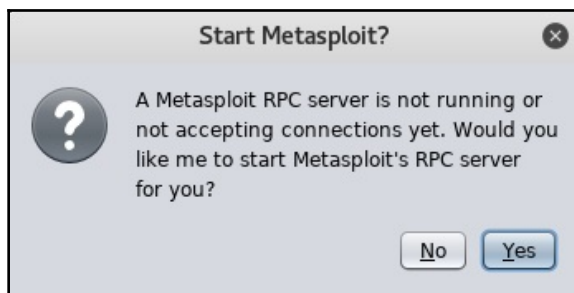 Start Metasploit?
A Metasploit RPC server is not running or
not accepting connections yet. Would you
like me to start Metasploit's RPC server
for you?
No
Yes